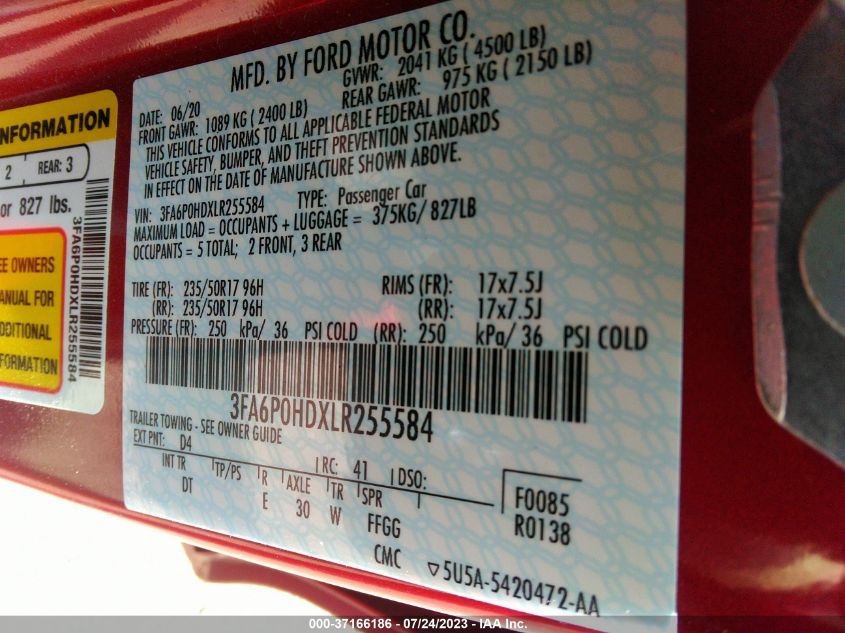 NFORMATION
2 REAR: 3
or 827 lbs.
EE OWNERS
ANUAL FOR
DDITIONAL
FORMATION
3FA6P0HDXLR255584
MFD. BY FORD MOTOR CO.
DATE: 06/20 GVWR: 2041 KG ( 4500 LB)
FRONT GAWR: 1089 KG ( 2400 LB) REAR GAWR: 975 KG ( 2150 LB)
THIS VEHICLE CONFORMS TO ALL APPLICABLE FEDERAL MOTOR
VEHICLE SAFETY, BUMPER, AND THEFT PREVENTION STANDARDS
IN EFFECT ON THE DATE OF MANUFACTURE SHOWN ABOVE.
VIN: 3FA6P0HDXLR255584 TYPE: Passenger Car
MAXIMUM LOAD = OCCUPANTS + LUGGAGE = 375KG/ 827LB
OCCUPANTS = 5 TOTAL; 2 FRONT, 3 REAR
TIRE (FR): 235/50R17 96H RIMS (FR): 17x7.5J
(RR): 235/50R17 96H (RR): 17x7.5J
PRESSURE (FR): 250 kPa/ 36 PSI COLD (RR): 250 kPa/ 36 PSI COLD
3FA6P0HDXLR255584
TRAILER TOWING - SEE OWNER GUIDE
EXT PNT: D4 RC: 41 DSO:
INT TR TP/PS R AXLE TR SPR
DT E 30 W FFGG
CMC
F0085
R0138
▽5U5A-5420472-AA
000-37166186 - 07/24/2023 - IAA Inc.